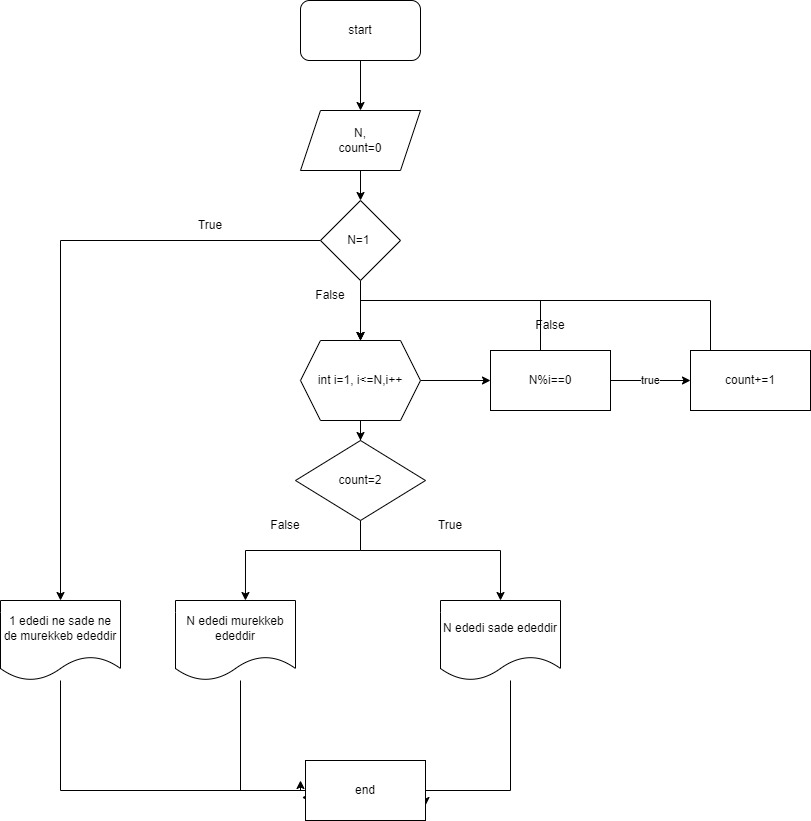 start
N,
count=0
True
N=1
False
False
int i=1, i<=N,i++
N%i==0
true
count+=1
count=2
False
True
1 ededi ne sade ne
de murekkeb ededdir
N ededi murekkeb
ededdir
N ededi sade ededdir
end